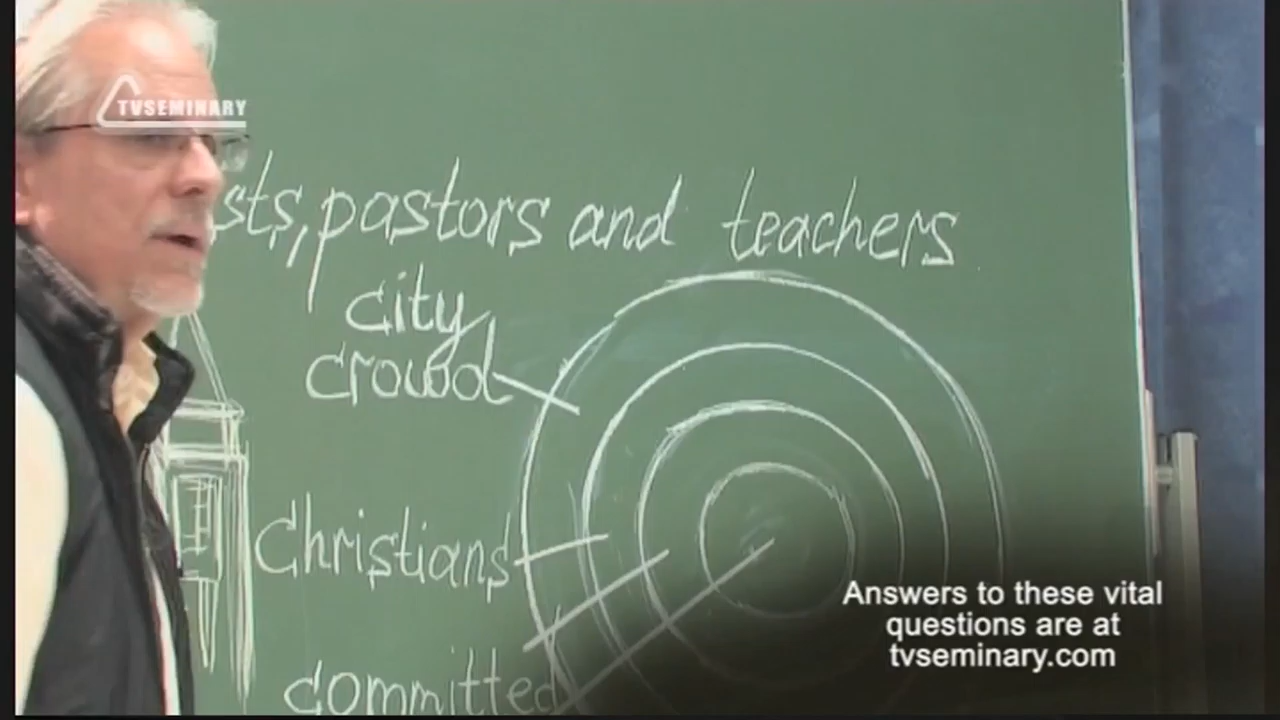 TVSEMINARY
sts, pastors and teachers
city
crowd
Christians
committed
Answers to these vital
questions are at
tvseminary.com